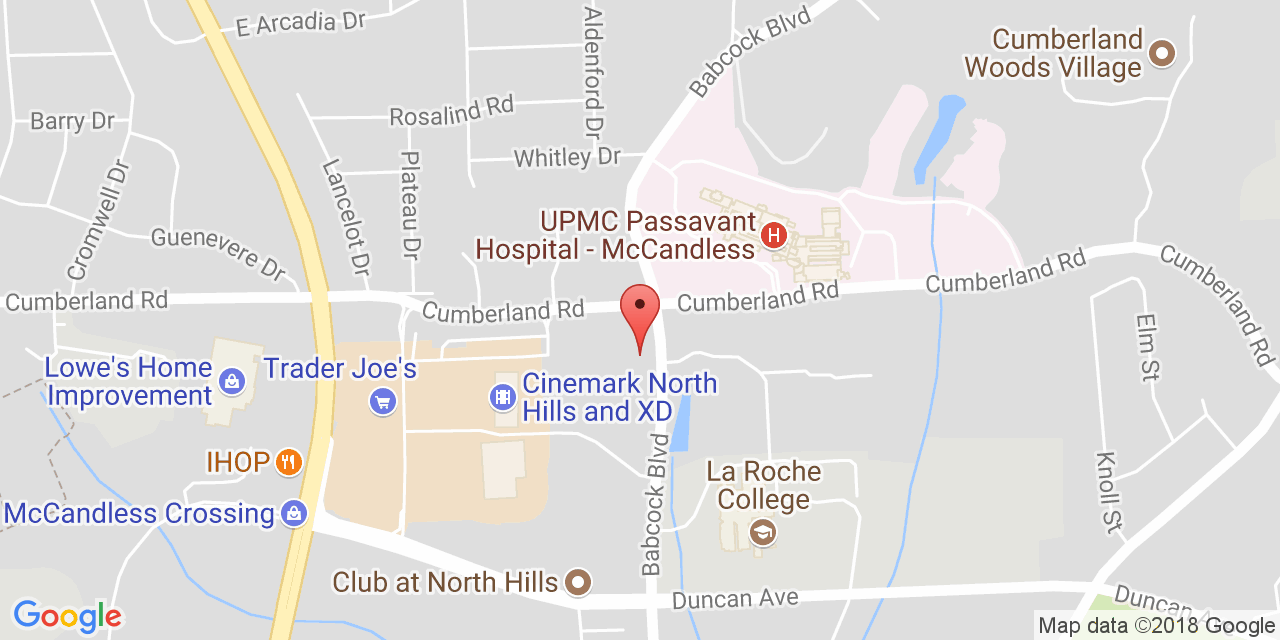 E Arcadia Dr
Aldenford Dr
Babcock Blvd
Cumberland
Woods Village
Rosalind Rd
Barry Dr
Whitley Dr
Lancelot Dr
Plateau Dr
Cromwell Dr
Guenevere Dr
UPMC Passavant
Hospital - McCandless
H
Cumberland Rd
Cumberland Rd
Cumberland Rd
Cumberland Rd
Cumberland Rd
Elm St
Lowe's Home
Improvement
Trader Joe's
Cinemark North
Hills and XD
IHOP
Babcock Blvd
La Roche
College
Knoll St
McCandless Crossing
Club at North Hills
Duncan Ave
Duncan A
Google
Map data ©2018 Google